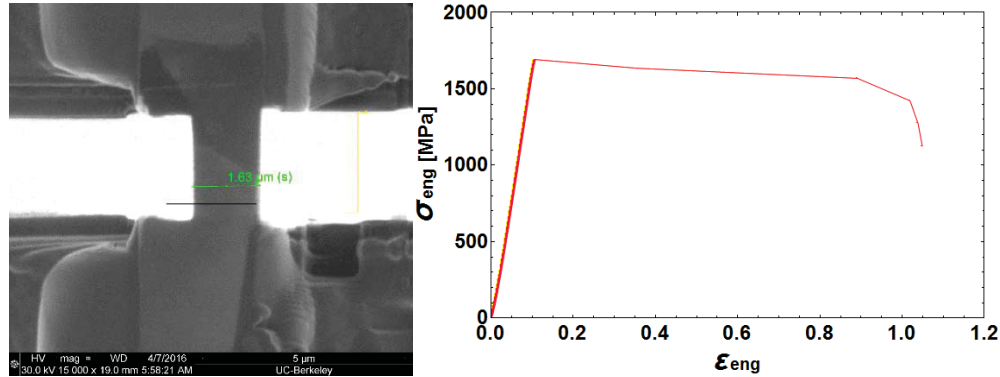 1.63 µm (s)
HV mag = WD 4/7/2016 5 µm
30.0 kV 15 000 x 19.0 mm 5:58:21 AM UC-Berkeley
2000
1500
1000
500
0
σeng [MPa]
0.0 0.2 0.4 0.6 0.8 1.0 1.2
εeng